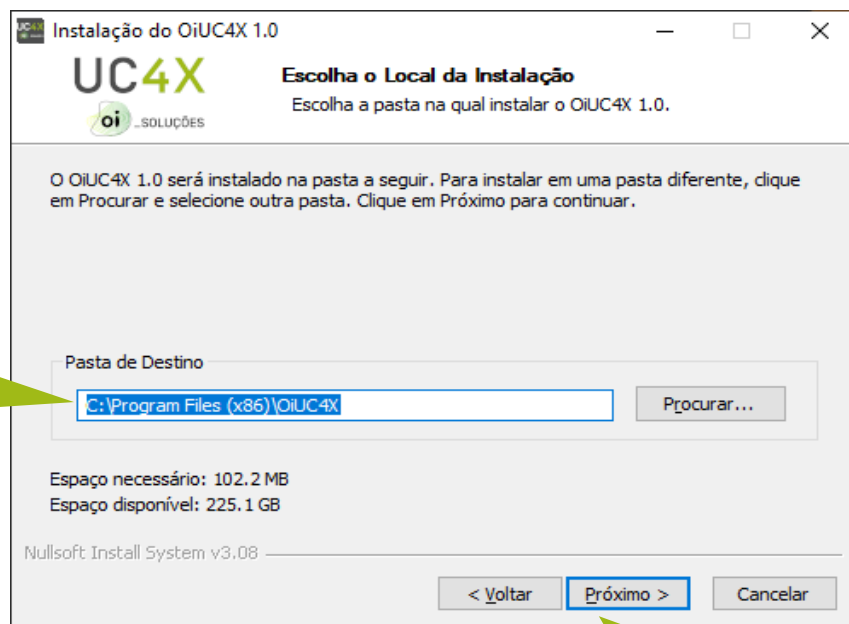 Instalação do OiUC4X 1.0
UC4X
oi _SOLUÇÕES
Escolha o Local da Instalação
Escolha a pasta na qual instalar o OiUC4X 1.0.
O OiUC4X 1.0 será instalado na pasta a seguir. Para instalar em uma pasta diferente, clique
em Procurar e selecione outra pasta. Clique em Próximo para continuar.
Pasta de Destino
C:\Program Files (x86)\OiUC4X
Procurar...
Espaço necessário: 102.2 MB
Espaço disponível: 225.1 GB
Nullsoft Install System v3.08
< Voltar
Próximo >
Cancelar